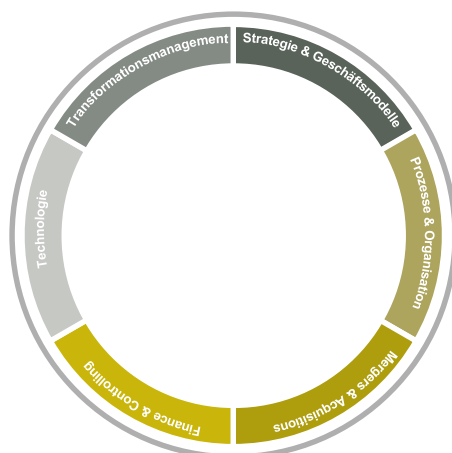 Strategie & Geschäftsmodelle
Prozesse & Organisation
Mergers & Acquisitions
Finance & Controlling
Technologie
Transformationsmanagement